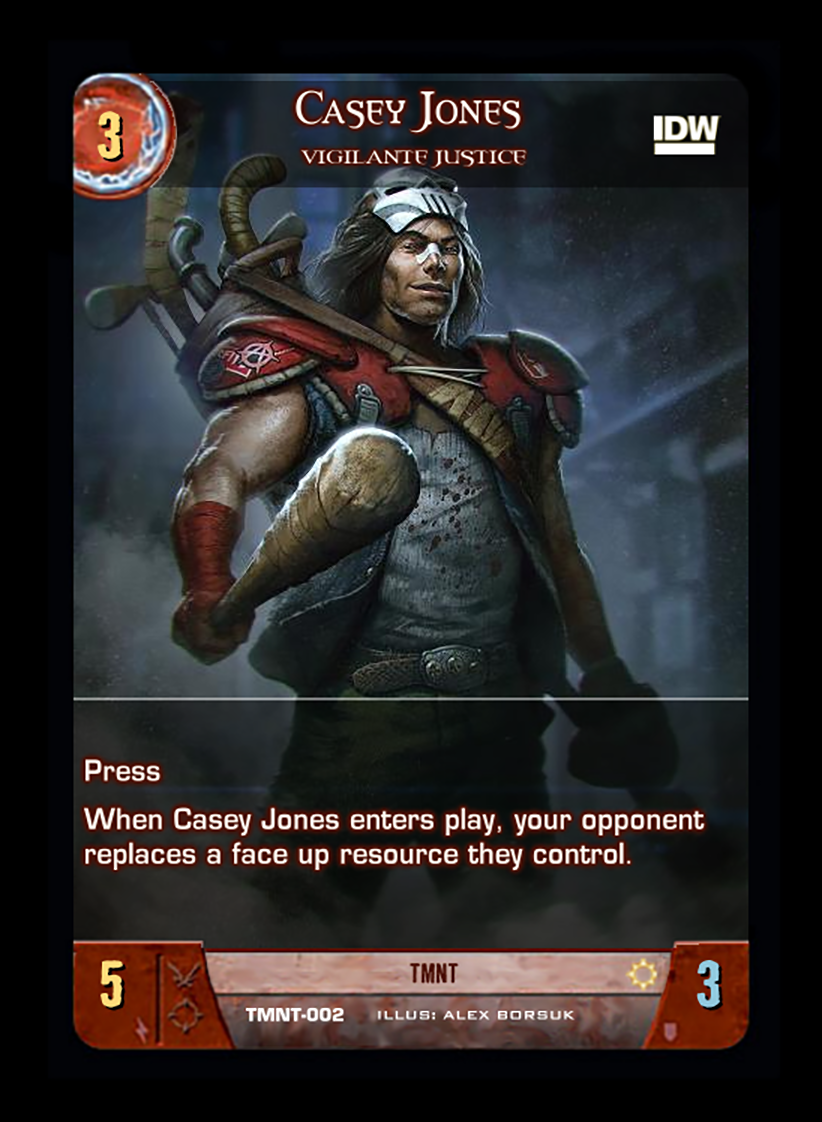 3
Casey Jones
Vigilante Justice
IDW
Press
When Casey Jones enters play, your opponent
replaces a face up resource they control.
5
TMNT
3
TMNT-002 ILLUS: ALEX BORSUK